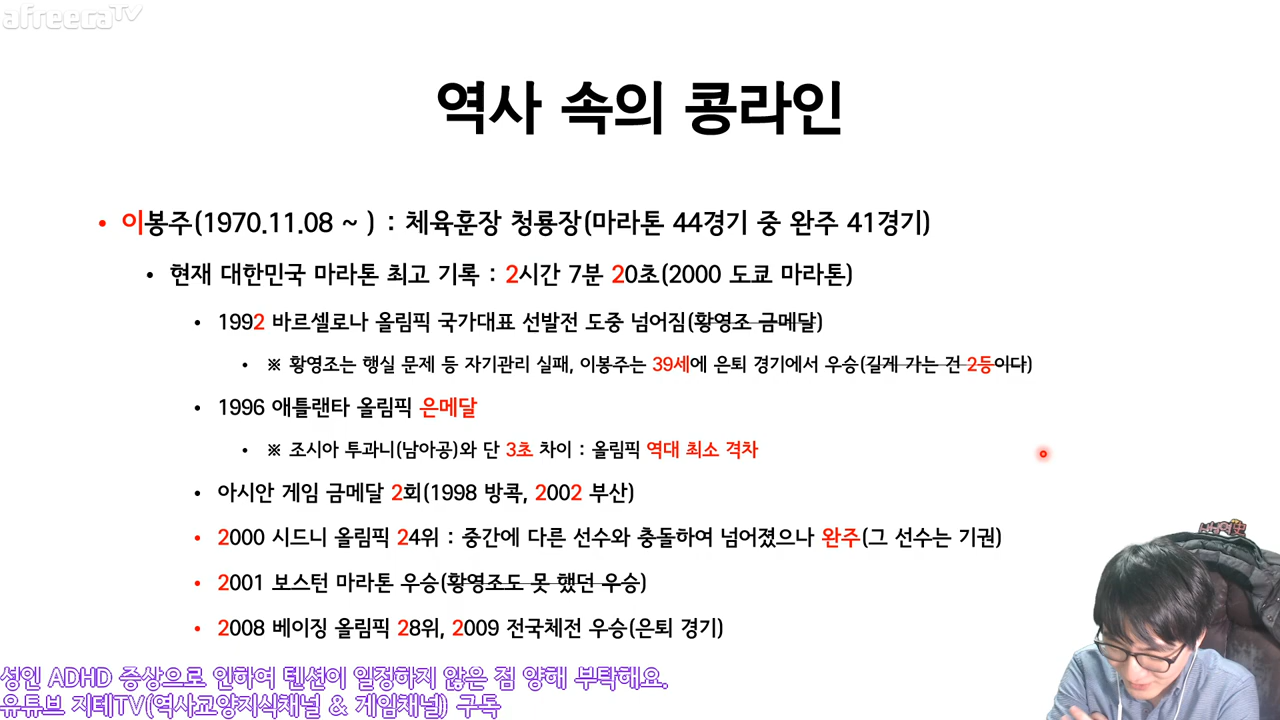 afreecaTV
역사 속의 콩라인
• 이봉주(1970.11.08 ~ ) : 체육훈장 청룡장(마라톤 44경기 중 완주 41경기)
• 현재 대한민국 마라톤 최고 기록 : 2시간 7분 20초(2000 도쿄 마라톤)
• 1992 바르셀로나 올림픽 국가대표 선발전 도중 넘어짐(황영조 금메달)
• ※ 황영조는 행실 문제 등 자기관리 실패, 이봉주는 39세에 은퇴 경기에서 우승(길게 가는 건 2등이다)
• 1996 애틀랜타 올림픽 은메달
• ※ 조시아 투과니(남아공)와 단 3초 차이 : 올림픽 역대 최소 격차
• 아시안 게임 금메달 2회(1998 방콕, 2002 부산)
• 2000 시드니 올림픽 24위 : 중간에 다른 선수와 충돌하여 넘어졌으나 완주(그 선수는 기권)
• 2001 보스턴 마라톤 우승(황영조도 못 했던 우승)
• 2008 베이징 올림픽 28위, 2009 전국체전 우승(은퇴 경기)
성인 ADHD 증상으로 인하여 텐션이 일정하지 않은 점 양해 부탁해요.
유튜브 지테TV(역사교양지식채널 & 게임채널) 구독